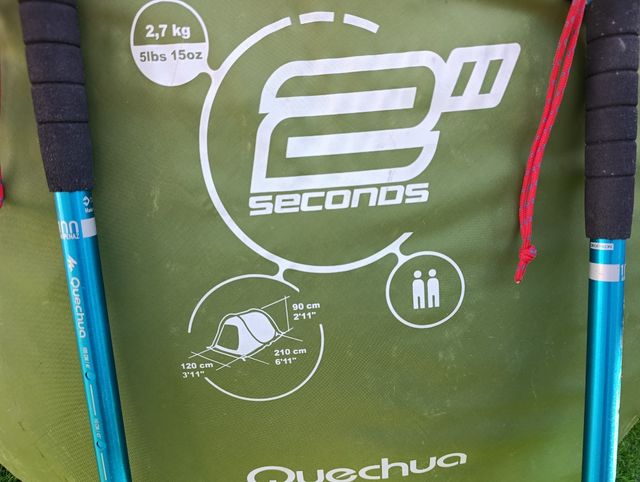 2,7 kg
5lbs 15oz
2"
SECONDS
90 cm
2'11"
210 cm
6'11"
120 cm
3'11"
Quechua
Quechua